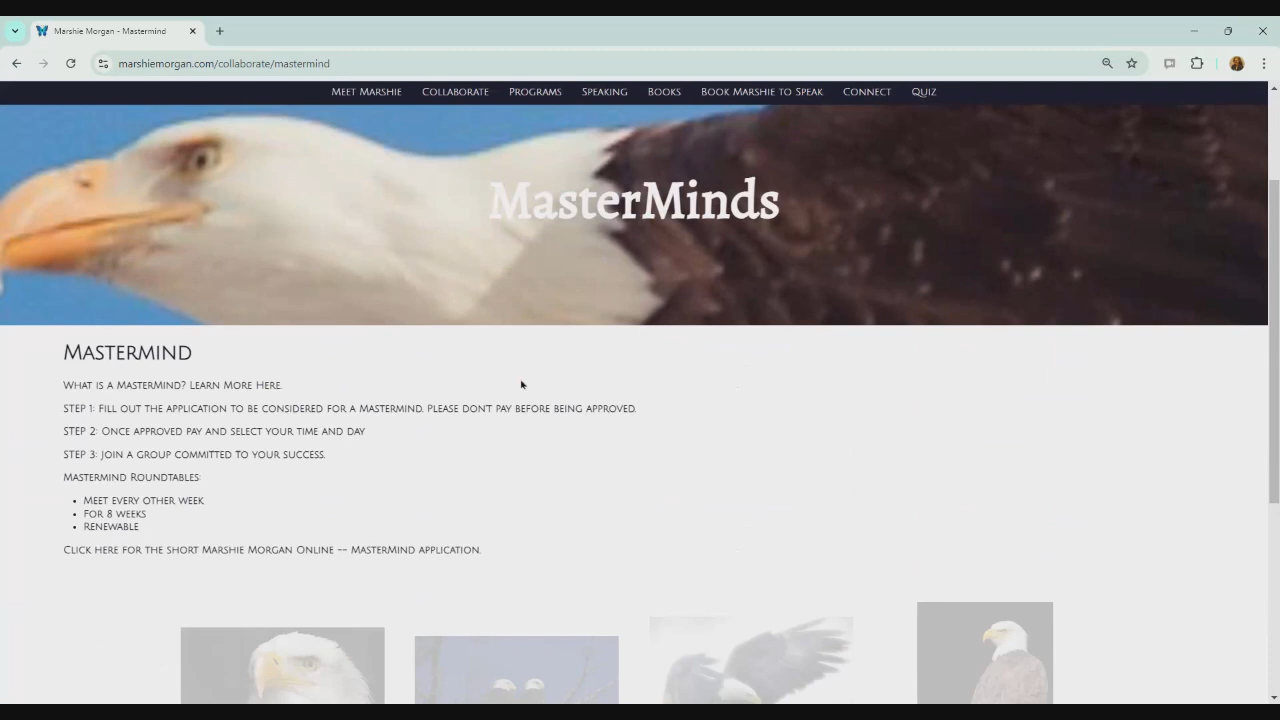 Marshie Morgan - Mastermind
marshiemorgan.com/collaborate/mastermind
Meet Marshie Collaborate Programs Speaking Books Book Marshie to Speak Connect Quiz
MasterMinds
Mastermind
What is a MasterMind? Learn More Here.
STEP 1: Fill out the application to be considered for a Mastermind. Please don't pay before being approved.
STEP 2: Once approved pay and select your time and day
STEP 3: Join a group committed to your success.
Mastermind Roundtables:
• Meet every other week
• For 8 weeks
• Renewable
Click here for the short Marshie Morgan Online -- MasterMind application.